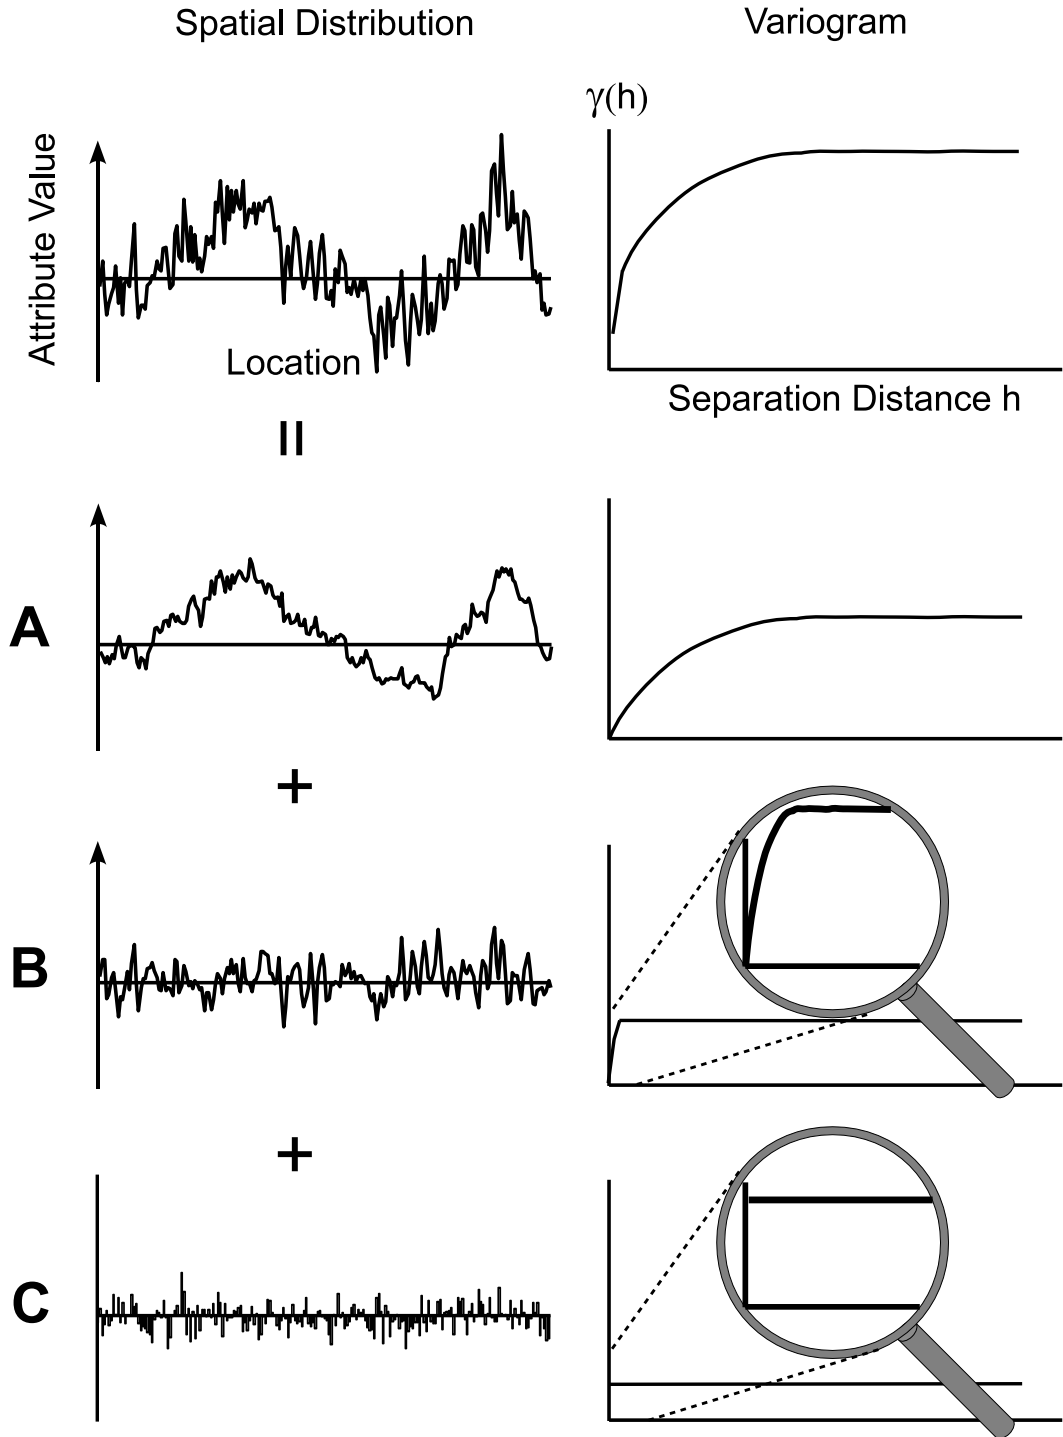 Spatial Distribution
Variogram
γ(h)
Attribute Value
Location
Separation Distance h
=
A
+
B
+
C